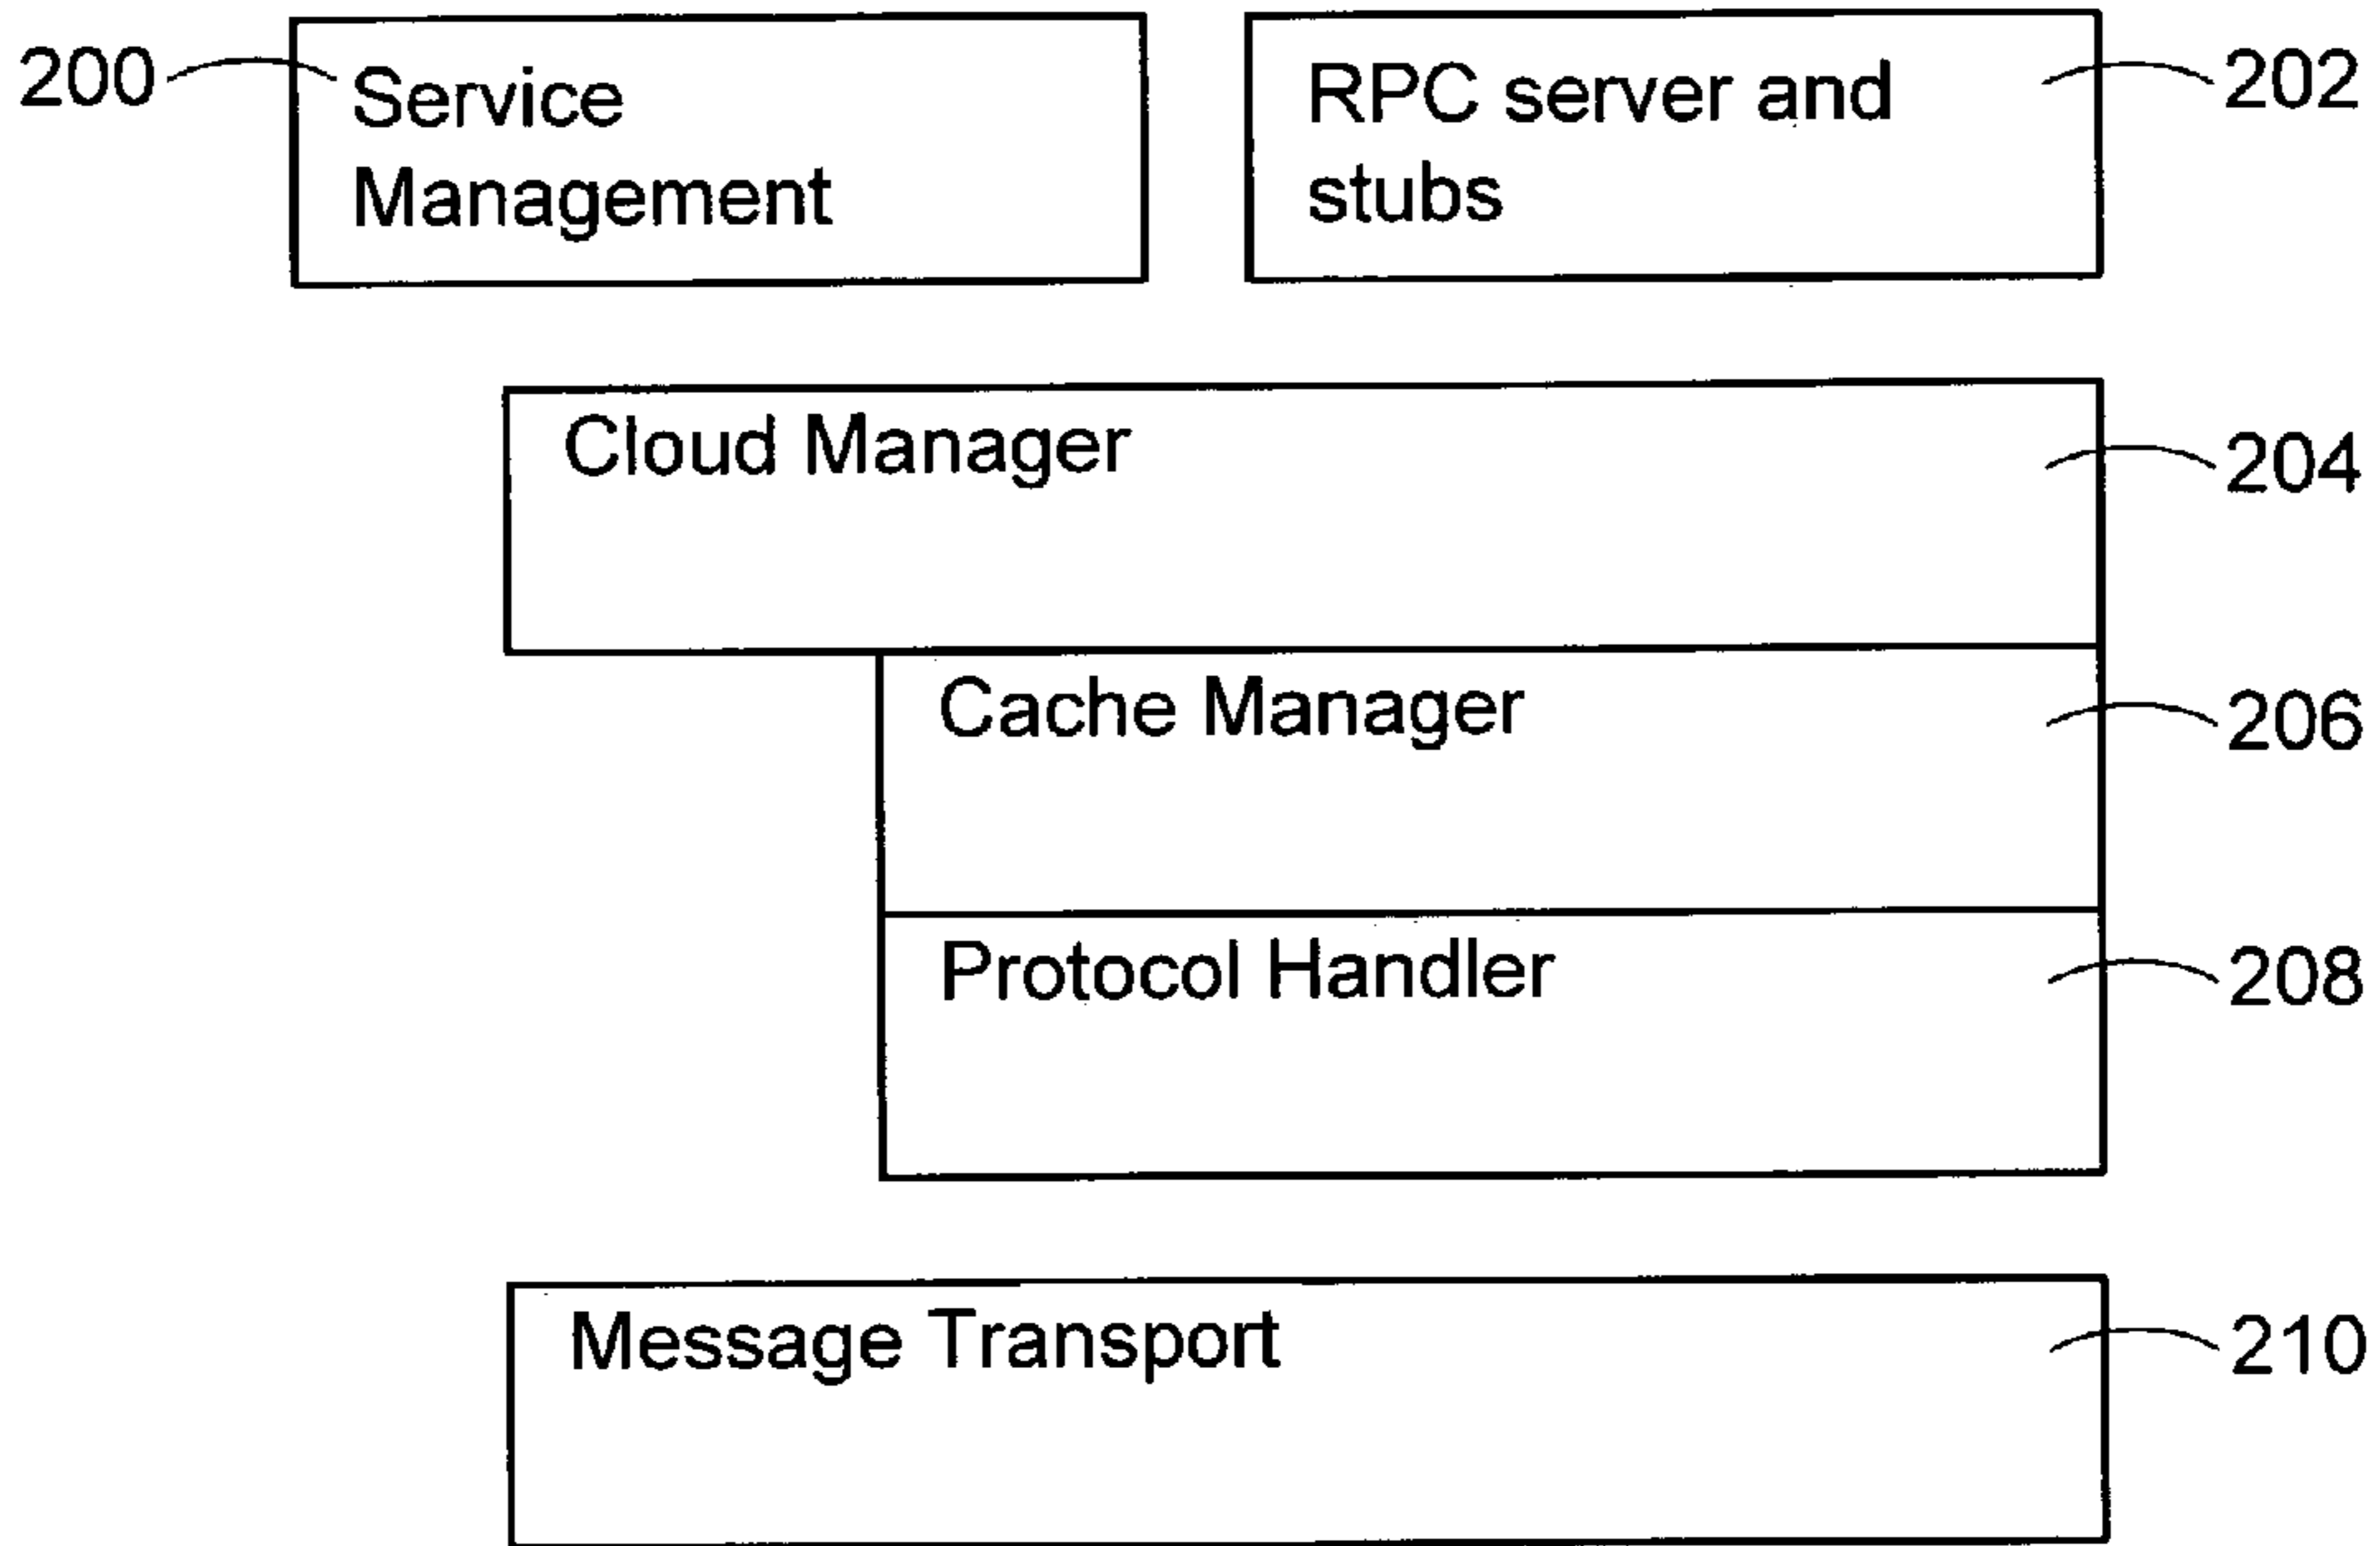 200
Service
Management
RPC server and
stubs
202
Cloud Manager
204
Cache Manager
206
Protocol Handler
208
Message Transport
210